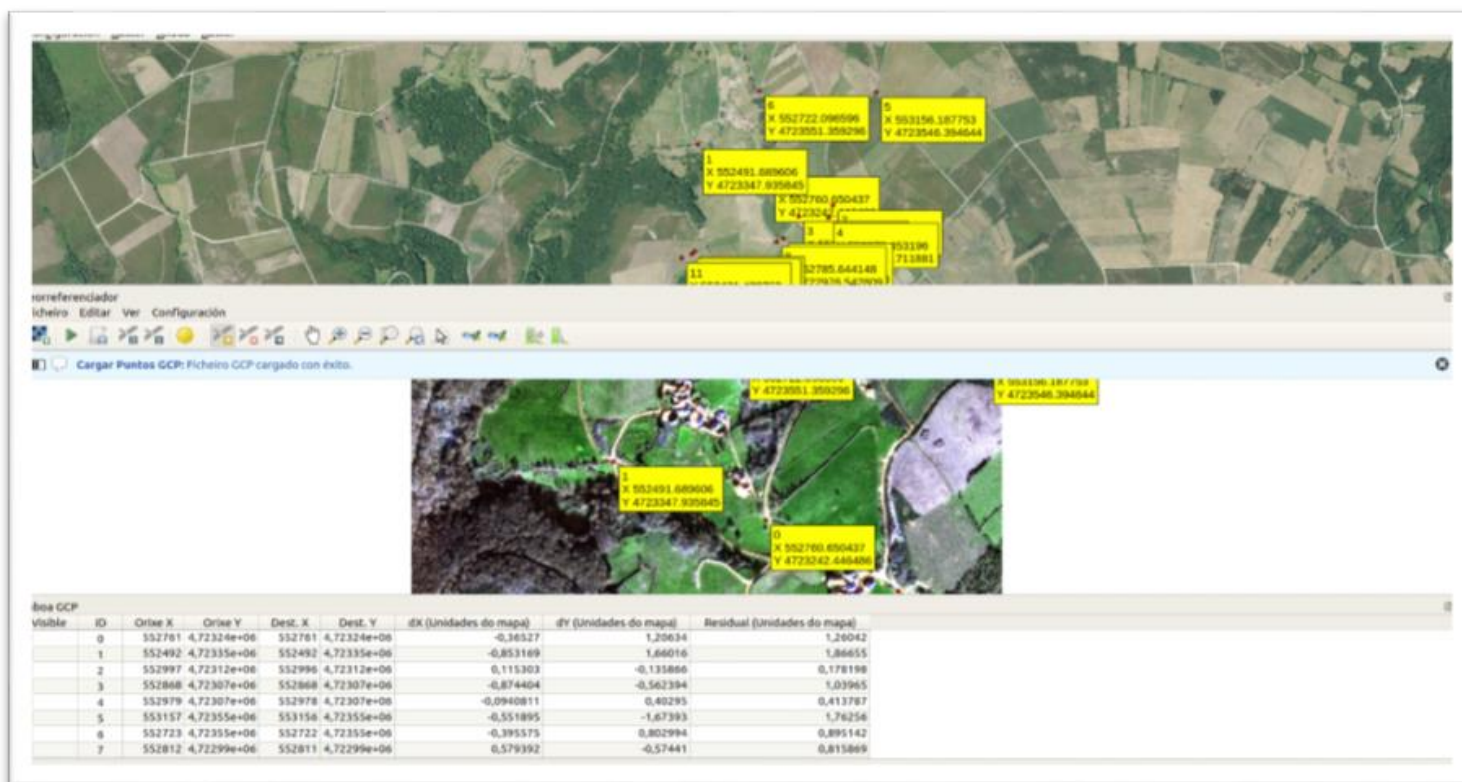 6
X 552722.096596
Y 4723551.359296
5
X 553156.187753
Y 4723546.394644
1
X 552491.689606
Y 4723347.935845
X 552760.650437
3
4
11
Ficheiro Editar Ver Configuración
Cargar Puntos GCP: Ficheiro GCP cargado con éxito.
Y 4723551.359296
X 553156.187753
Y 4723546.394644
1
X 552491.689606
Y 4723347.935845
0
X 552760.650437
Y 4723242.446486
GCP
Visible ID Orixe X Orixe Y Dest. X Dest. Y dX (Unidades do mapa) dY (Unidades do mapa) Residual (Unidades do mapa)
0 552761 4,72324e+06 552761 4,72324e+06 -0,36527 1,20634 1,26042
1 552492 4,72335e+06 552492 4,72335e+06 -0,853169 1,66016 1,86655
2 552997 4,72312e+06 552996 4,72312e+06 0,115303 -0,135866 0,178198
3 552868 4,72307e+06 552868 4,72307e+06 -0,874404 -0,562394 1,03965
4 552979 4,72307e+06 552978 4,72307e+06 -0,0940811 0,40295 0,413787
5 553157 4,72355e+06 553156 4,72355e+06 -0,551895 -1,67393 1,76256
6 552723 4,72355e+06 552722 4,72355e+06 -0,395575 0,802994 0,895142
7 552812 4,72299e+06 552811 4,72299e+06 0,579392 -0,57441 0,815869